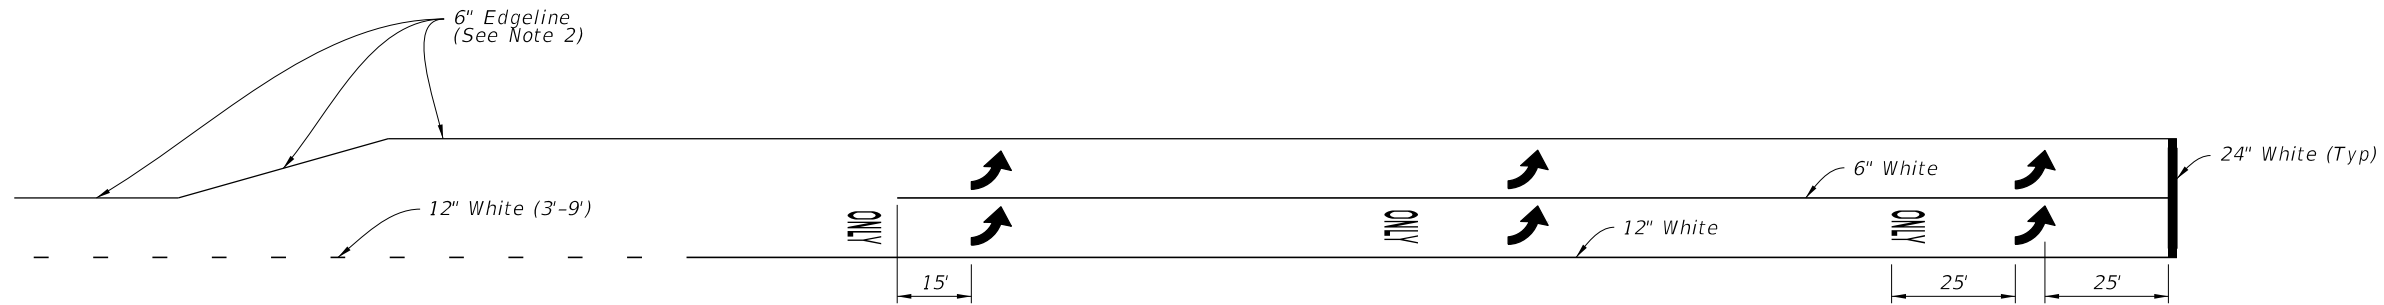 6" Edgeline
(See Note 2)
24" White (Typ)
6" White
12" White (3'-9')
ONLY
ONLY
ONLY
12" White
15'
25'
25'